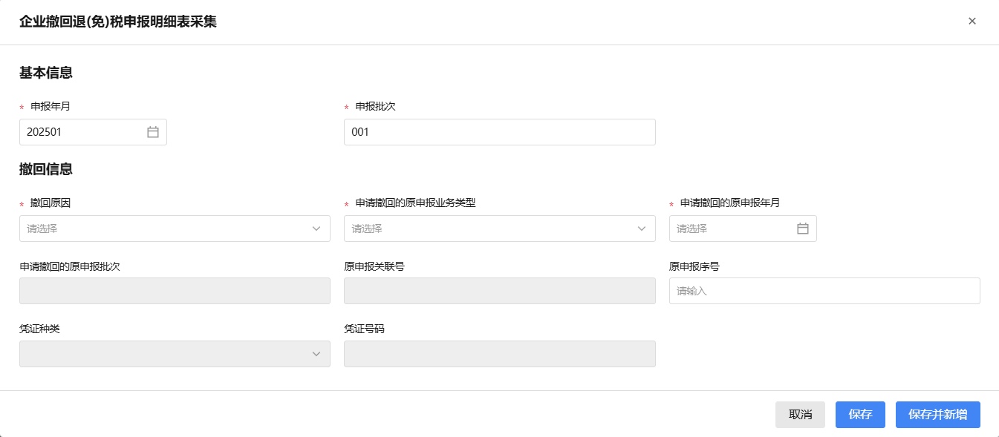 企业撤回退(免)税申报明细表采集
基本信息
* 申报年月 * 申报批次
202501 001
撤回信息
* 撤回原因 * 申请撤回的原申报业务类型 * 申请撤回的原申报年月
请选择 请选择 请选择
申请撤回的原申报批次 原申报关联号 原申报序号
请输入
凭证种类 凭证号码
取消 保存 保存并新增